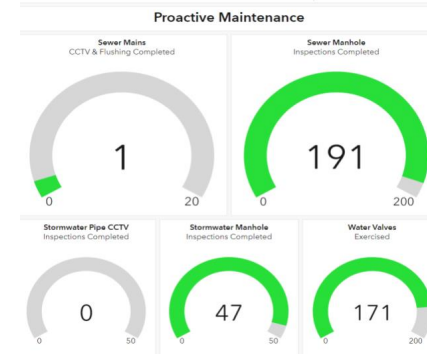 Proactive Maintenance
Sewer Mains
CCTV & Flushing Completed
1
0
20
Sewer Manhole
Inspections Completed
191
0
200
Stormwater Pipe CCTV
Inspections Completed
0
0
50
Stormwater Manhole
Inspections Completed
47
0
50
Water Valves
Exercised
171
0
200